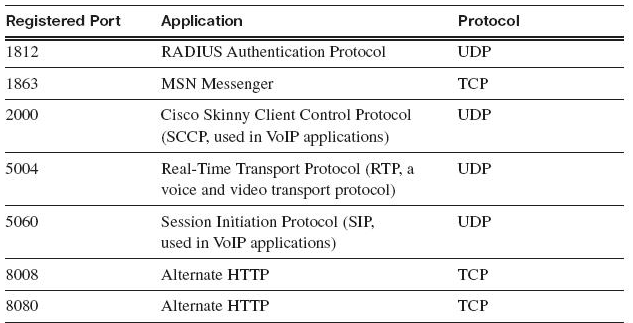 Registered Port Application Protocol
1812 RADIUS Authentication Protocol UDP
1863 MSN Messenger TCP
2000 Cisco Skinny Client Control Protocol UDP
(SCCP, used in VoIP applications)
5004 Real-Time Transport Protocol (RTP, a UDP
voice and video transport protocol)
5060 Session Initiation Protocol (SIP, UDP
used in VoIP applications)
8008 Alternate HTTP TCP
8080 Alternate HTTP TCP